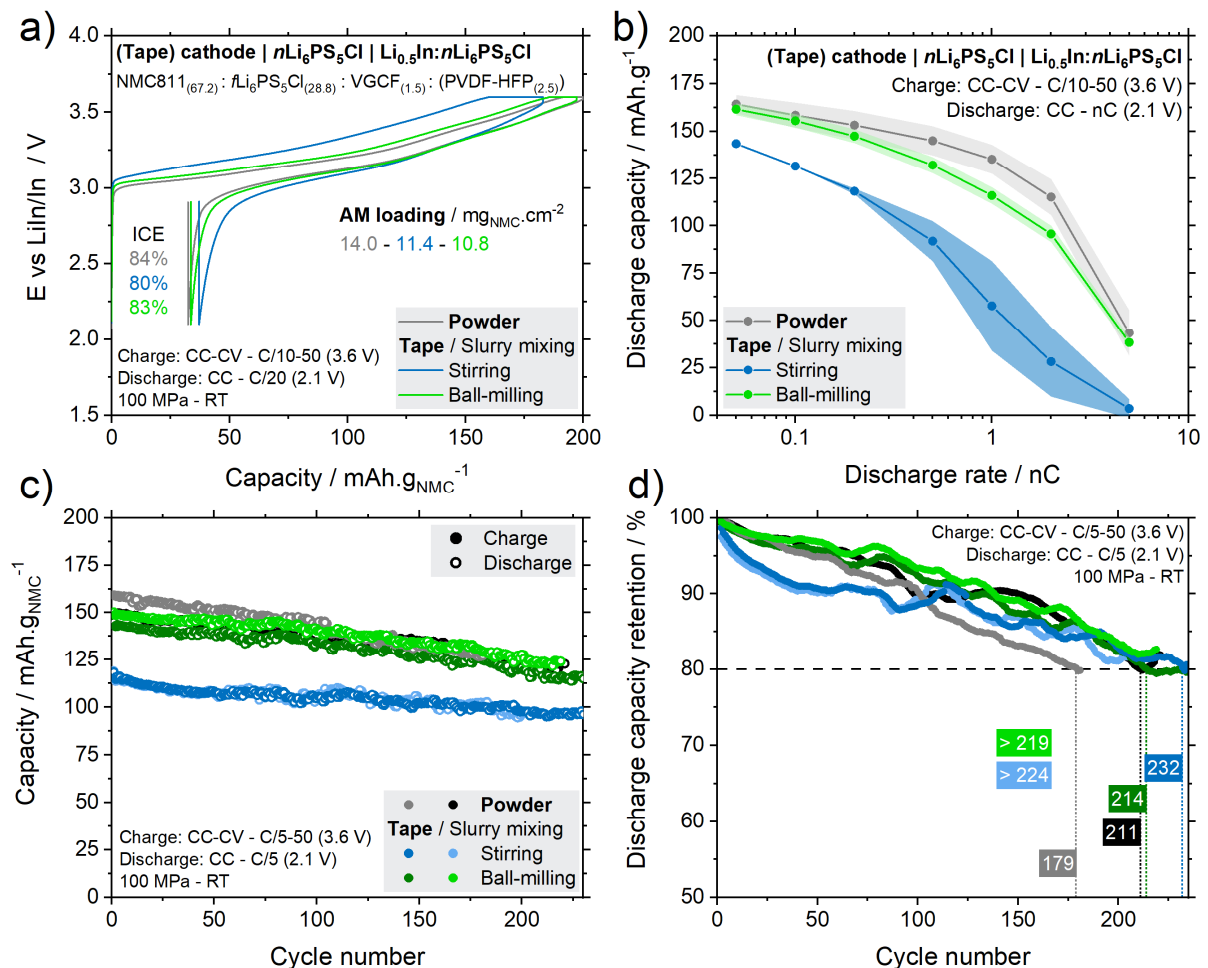 a)
(Tape) cathode | nLi6PS5Cl | Li0.5In:nLi6PS5Cl
NMC811(67.2) : fLi6PS5Cl(28.8) : VGCF(1.5) : (PVDF-HFP(2.5))
E vs LiIn/In / V
4.0
3.5
3.0
2.5
2.0
1.5
AM loading / mgNMC.cm-2
14.0 - 11.4 - 10.8
ICE
84%
80%
83%
Powder
Tape / Slurry mixing
Stirring
Ball-milling
Charge: CC-CV - C/10-50 (3.6 V)
Discharge: CC - C/20 (2.1 V)
100 MPa - RT
0 50 100 150 200
Capacity / mAh.gNMC-1
b)
(Tape) cathode | nLi6PS5Cl | Li0.5In:nLi6PS5Cl
Charge: CC-CV - C/10-50 (3.6 V)
Discharge: CC - nC (2.1 V)
Discharge capacity / mAh.g-1
200
175
150
125
100
75
50
25
0
Powder
Tape / Slurry mixing
Stirring
Ball-milling
0.1 1 10
Discharge rate / nC
c)
Capacity / mAh.gNMC-1
200
175
150
125
100
75
50
25
0
Charge
Discharge
Powder
Tape / Slurry mixing
Stirring
Ball-milling
Charge: CC-CV - C/5-50 (3.6 V)
Discharge: CC - C/5 (2.1 V)
100 MPa - RT
0 50 100 150 200
Cycle number
d)
Discharge capacity retention / %
100
90
80
70
60
50
Charge: CC-CV - C/5-50 (3.6 V)
Discharge: CC - C/5 (2.1 V)
100 MPa - RT
> 219
> 224
232
214
211
179
0 50 100 150 200
Cycle number